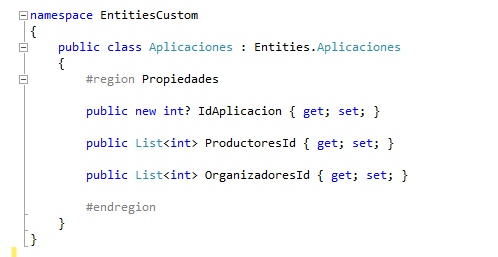 namespace EntitiesCustom
{
public class Aplicaciones : Entities.Aplicaciones
{
#region Propiedades
public new int? IdAplicacion { get; set; }
public List<int> ProductoresId { get; set; }
public List<int> OrganizadoresId { get; set; }
#endregion
}
}